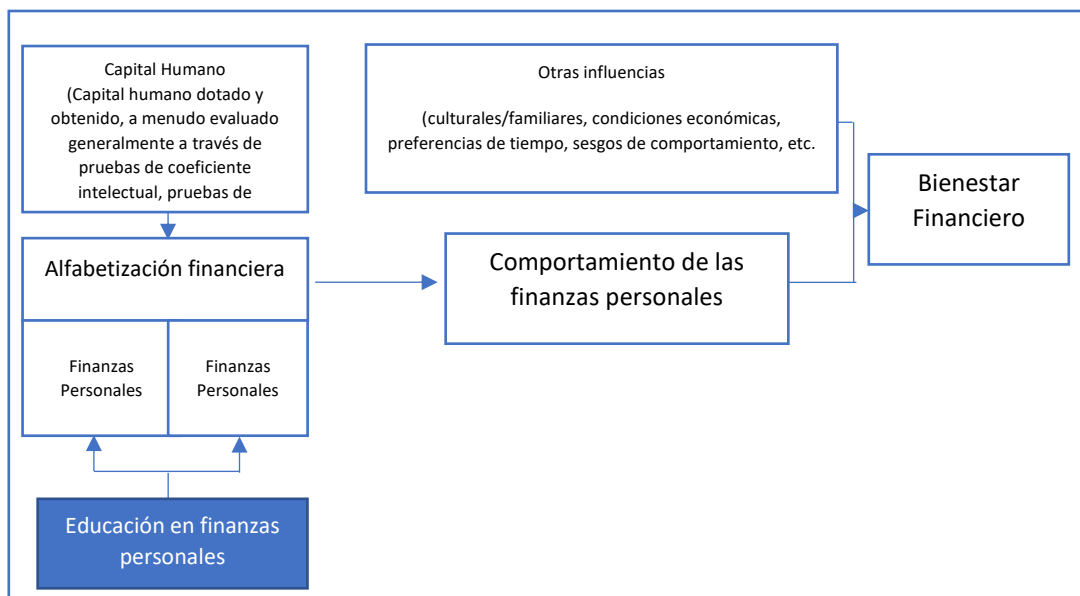 Capital Humano
(Capital humano dotado y
obtenido, a menudo evaluado
generalmente a través de
pruebas de coeficiente
intelectual, pruebas de
Otras influencias
(culturales/familiares, condiciones económicas,
preferencias de tiempo, sesgos de comportamiento, etc.
Bienestar
Financiero
Alfabetización financiera
Comportamiento de las
finanzas personales
Finanzas
Personales
Finanzas
Personales
Educación en finanzas
personales